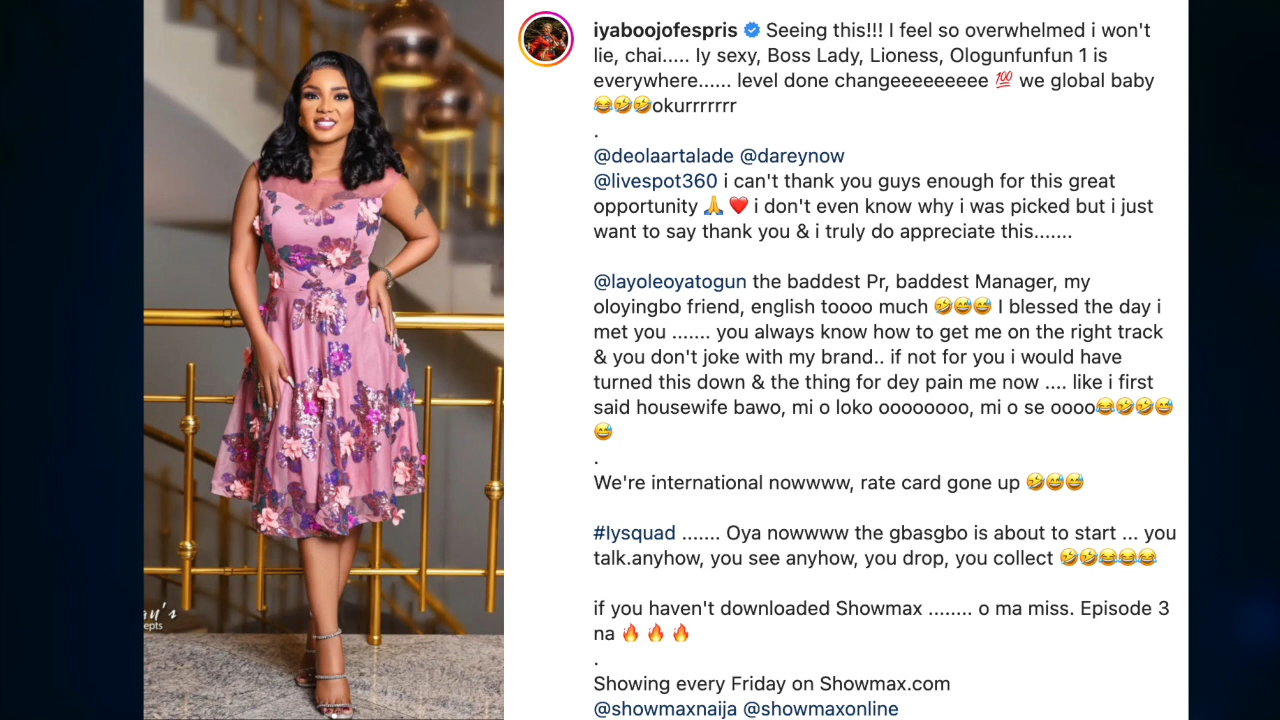 iyaboojofespris Seeing this!!! I feel so overwhelmed i won't
lie, chai..... Iy sexy, Boss Lady, Lioness, Ologunfunfun 1 is
everywhere...... level done changeeeeeeeee 💯 we global baby
😂🤣🤣okurrrrrrr
.
@deolaartalade @dareynow
@livespot360 i can't thank you guys enough for this great
opportunity 🙏 ❤️ i don't even know why i was picked but i just
want to say thank you & i truly do appreciate this.......
@layoleoyatogun the baddest Pr, baddest Manager, my
oloyingbo friend, english toooo much 🤣😅😅 I blessed the day i
met you ....... you always know how to get me on the right track
& you don't joke with my brand.. if not for you i would have
turned this down & the thing for dey pain me now .... like i first
said housewife bawo, mi o loko oooooooo, mi o se oooo😂🤣🤣😅
😅
.
We're international nowwww, rate card gone up 🤣😅😅
#Iysquad ....... Oya nowwww the gbasgbo is about to start ... you
talk.anyhow, you see anyhow, you drop, you collect 🤣🤣😂😂😂
if you haven't downloaded Showmax ........ o ma miss. Episode 3
na 🔥 🔥 🔥
.
Showing every Friday on Showmax.com
@showmaxnaija @showmaxonline